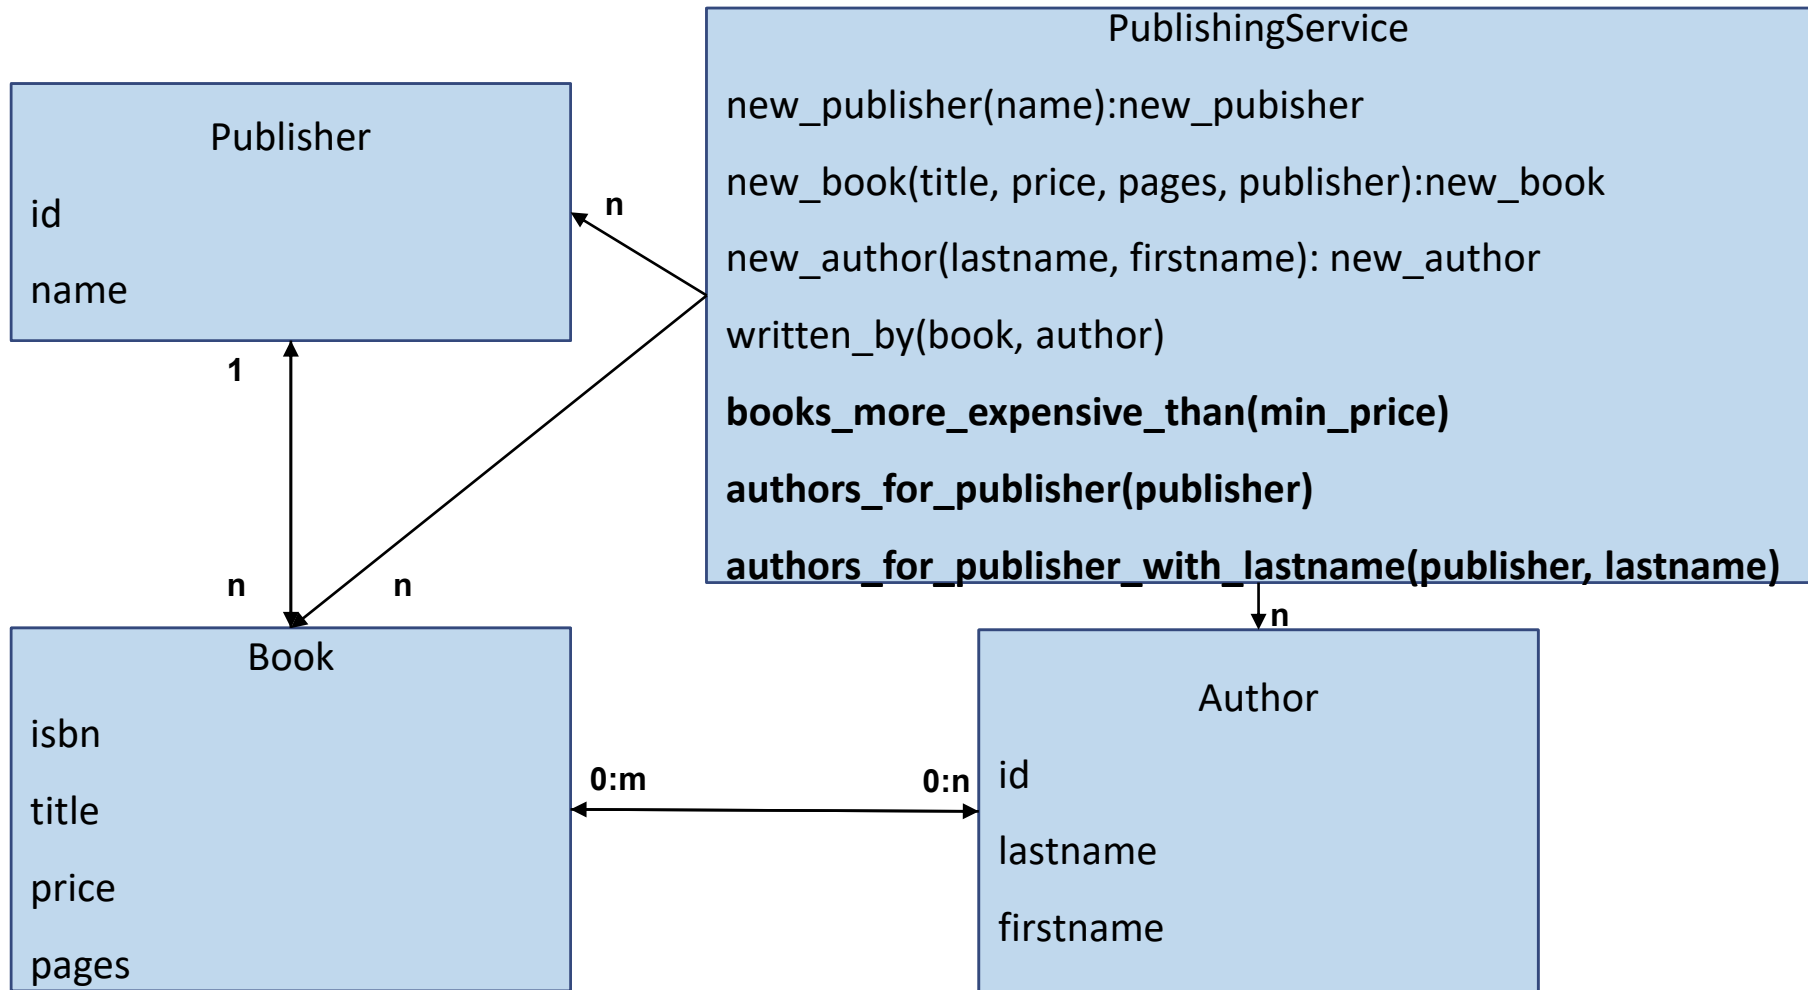 Publisher
id
name
PublishingService
new_publisher(name):new_pubisher
new_book(title, price, pages, publisher):new_book
new_author(lastname, firstname): new_author
written_by(book, author)
books_more_expensive_than(min_price)
authors_for_publisher(publisher)
authors_for_publisher_with_lastname(publisher, lastname)
n
1
n
n
n
Book
isbn
title
price
pages
0:m
0:n
Author
id
lastname
firstname